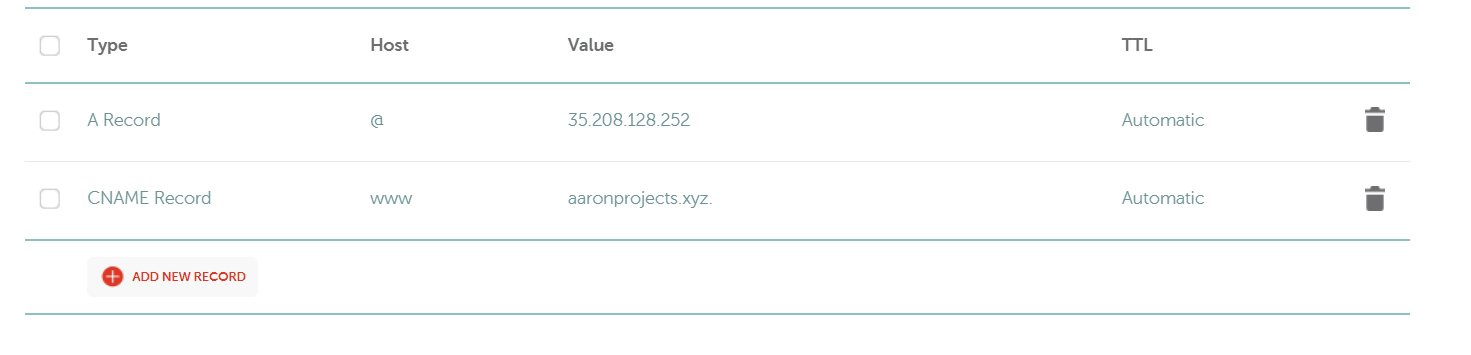 Type Host Value TTL
A Record @ 35.208.128.252 Automatic
CNAME Record www aaronprojects.xyz. Automatic
ADD NEW RECORD